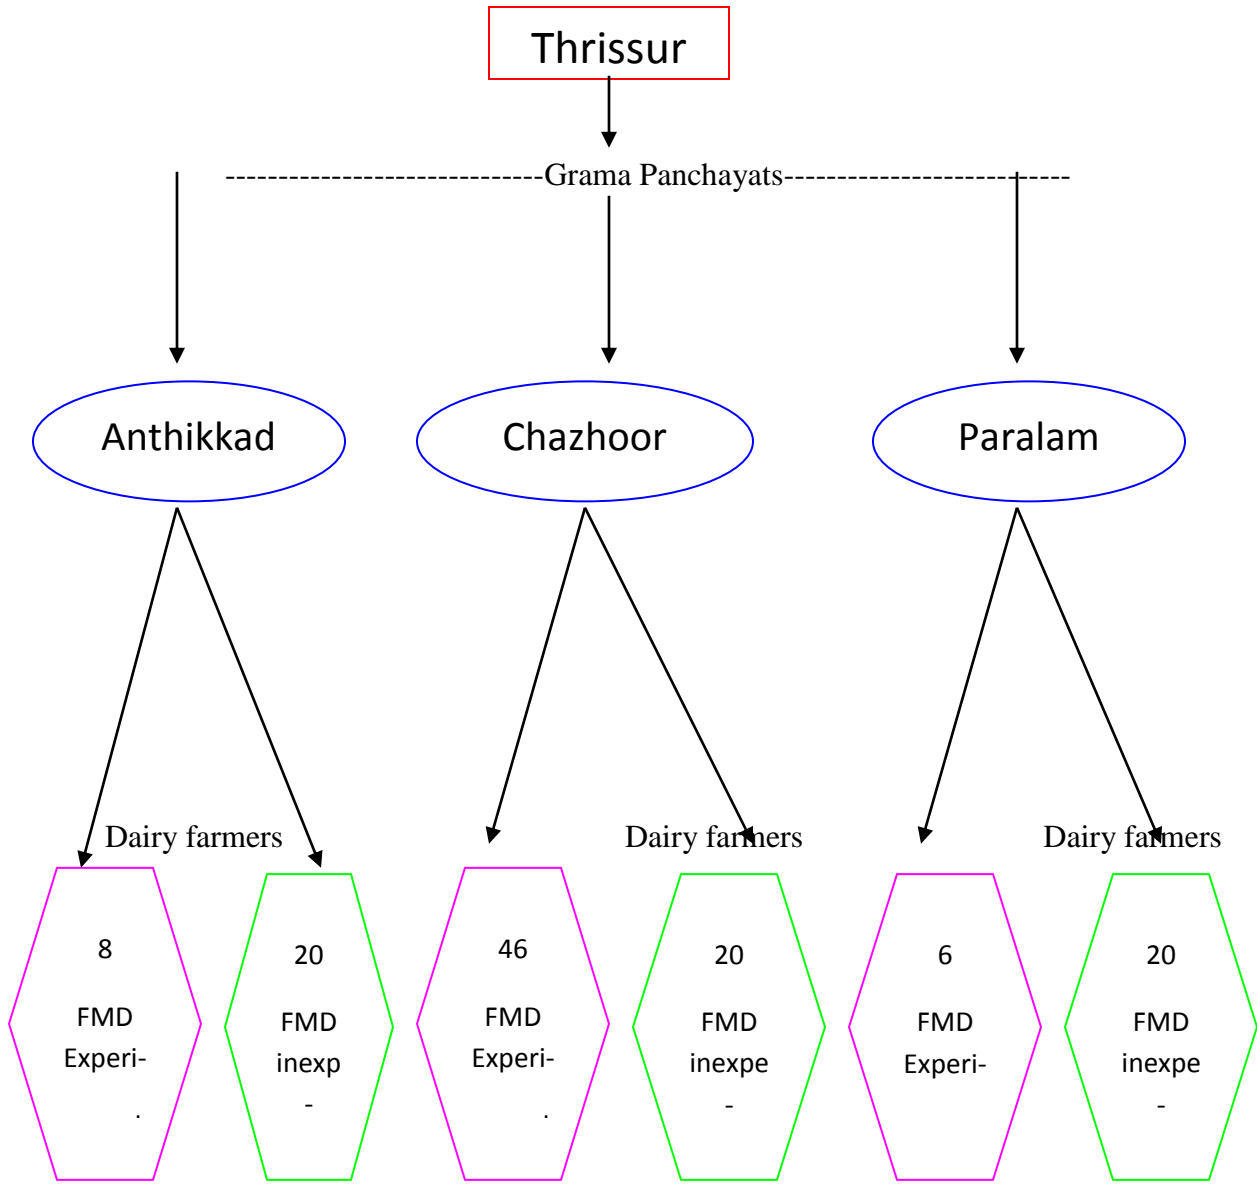 Thrissur
---------------------------Grama Panchayats--------------------------
Anthikkad
Chazhoor
Paralam
Dairy farmers
Dairy farmers
Dairy farmers
8
FMD
Experi-
.
20
FMD
inexp
-
46
FMD
Experi-
.
20
FMD
inexpe
-
6
FMD
Experi-
20
FMD
inexpe
-